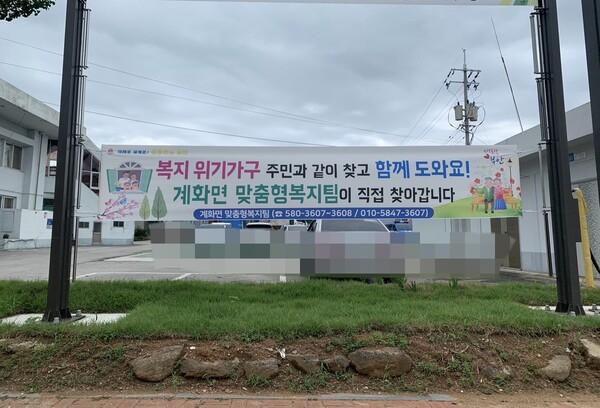 복지 위기가구 주민과 같이 찾고 함께 도와요!
계화면 맞춤형복지팀이 직접 찾아갑니다
계화면 맞춤형복지팀 (☎ 580-3607~3608 / 010-5847-3607)
부안